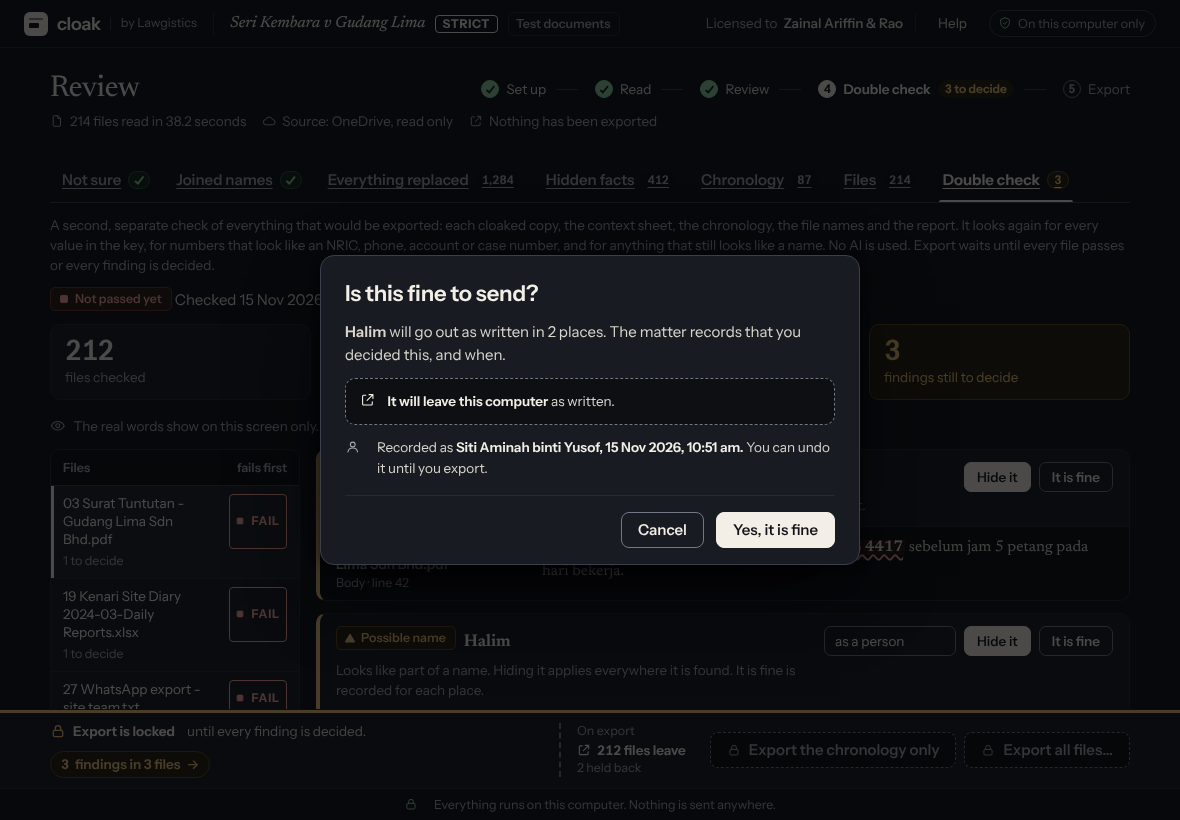 cloak
by Lawgistics
Seri Kembara v Gudang Lima
STRICT
Test documents
Licensed to Zainal Ariffin & Rao
Help
On this computer only
Review
Set up
Read
Review
4 Double check
3 to decide
5 Export
214 files read in 38.2 seconds
Source: OneDrive, read only
Nothing has been exported
Not sure
Joined names
Everything replaced 1,284
Hidden facts 412
Chronology 87
Files 214
Double check 3
A second, separate check of everything that would be exported: each cloaked copy, the context sheet, the chronology, the file names and the report. It looks again for every
value in the key, for numbers that look like an NRIC, phone, account or case number, and for anything that still looks like a name. No AI is used. Export waits until every file passes
or every finding is decided.
Not passed yet
Checked 15 Nov 2026
212
files checked
3
findings still to decide
The real words show on this screen only.
Is this fine to send?
Halim will go out as written in 2 places. The matter records that you
decided this, and when.
It will leave this computer as written.
Recorded as Siti Aminah binti Yusof, 15 Nov 2026, 10:51 am. You can undo
it until you export.
Cancel
Yes, it is fine
Files
fails first
03 Surat Tuntutan -
Gudang Lima Sdn
Bhd.pdf
1 to decide
FAIL
19 Kenari Site Diary
2024-03-Daily
Reports.xlsx
1 to decide
FAIL
27 WhatsApp export -
site team.txt
FAIL
Hide it
It is fine
4417 sebelum jam 5 petang pada
Lima Sdn Bhd.pdf
hari bekerja.
Body · line 42
Possible name
Halim
as a person
Hide it
It is fine
Looks like part of a name. Hiding it applies everywhere it is found. It is fine is
recorded for each place.
Export is locked until every finding is decided.
3 findings in 3 files →
On export
212 files leave
2 held back
Export the chronology only
Export all files...
Everything runs on this computer. Nothing is sent anywhere.